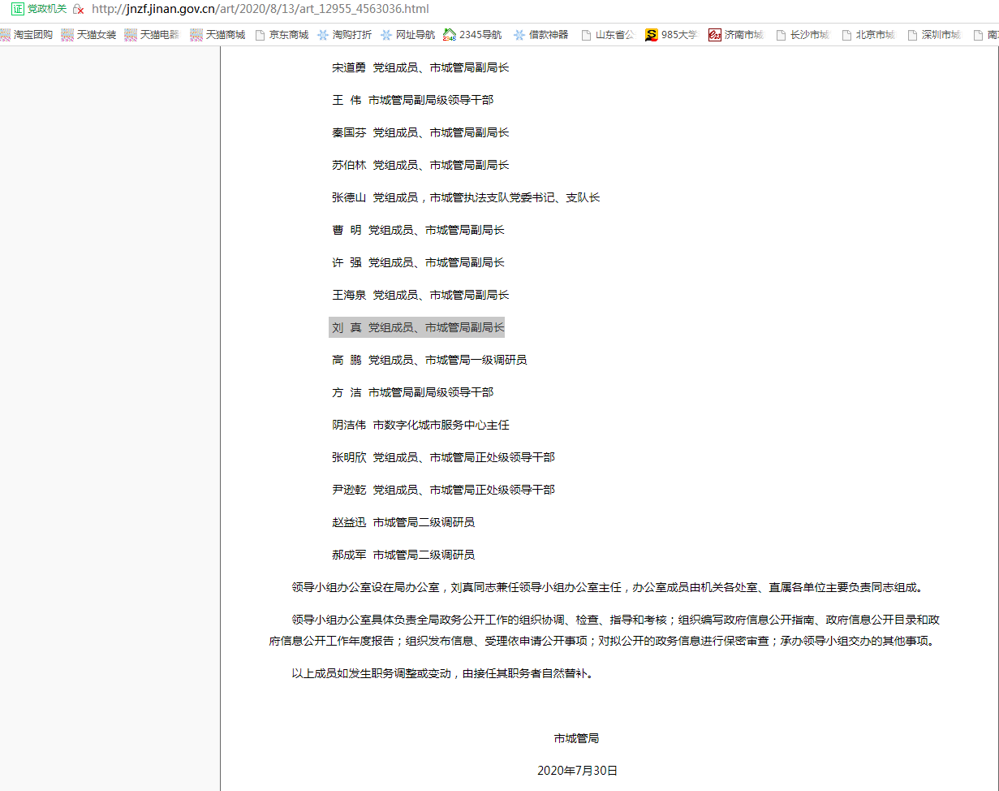 证 党政机关 http://jnzf.jinan.gov.cn/art/2020/8/13/art_12955_4563036.html
淘宝团购 天猫女装 天猫电器 天猫商城 京东商城 淘购打折 网址导航 2345导航 借款神器 山东省公 985大学 济南市城 长沙市城 北京市城 深圳市城 南
宋道勇 党组成员、市城管局副局长
王 伟 市城管局副局级领导干部
秦国芬 党组成员、市城管局副局长
苏伯林 党组成员、市城管局副局长
张德山 党组成员，市城管执法支队党委书记、支队长
曹 明 党组成员、市城管局副局长
许 强 党组成员、市城管局副局长
王海泉 党组成员、市城管局副局长
刘 真 党组成员、市城管局副局长
高 鹏 党组成员、市城管局一级调研员
方 洁 市城管局副局级领导干部
阴洁伟 市数字化城市服务中心主任
张明欣 党组成员、市城管局正处级领导干部
尹逊乾 党组成员、市城管局正处级领导干部
赵益迅 市城管局二级调研员
郝成军 市城管局二级调研员
领导小组办公室设在局办公室，刘真同志兼任领导小组办公室主任，办公室成员由机关各处室、直属各单位主要负责同志组成。
领导小组办公室具体负责全局政务公开工作的组织协调、检查、指导和考核；组织编写政府信息公开指南、政府信息公开目录和政
府信息公开工作年度报告；组织发布信息、受理依申请公开事项；对拟公开的政务信息进行保密审查；承办领导小组交办的其他事项。
以上成员如发生职务调整或变动，由接任其职务者自然替补。
市城管局
2020年7月30日